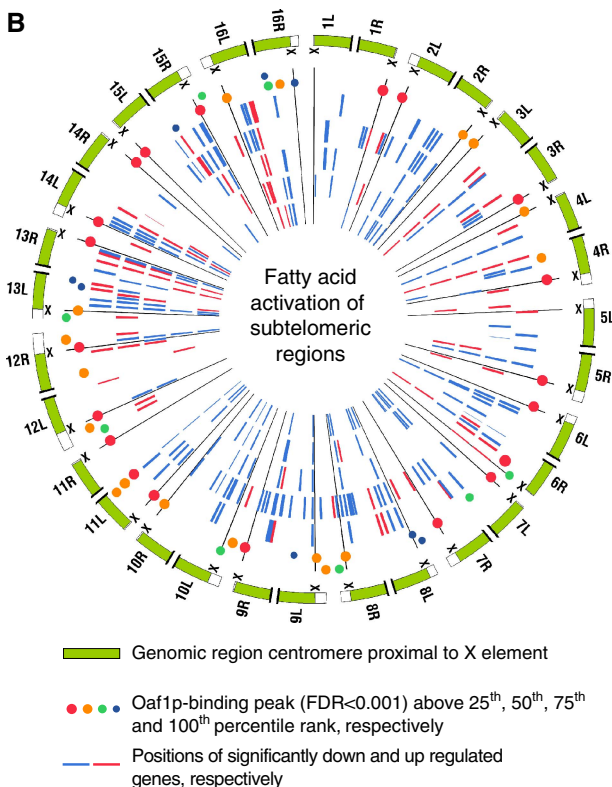 B
1L
1R
2L
2R
3L
3R
4L
4R
5L
5R
6L
6R
7L
7R
8L
8R
9L
9R
10L
10R
11L
11R
12L
12R
13L
13R
14L
14R
15L
15R
16L
16R
X X X X X X X X X X X X X X X X X X X X X X X X X X X X X X X X
Fatty acid
activation of
subtelomeric
regions
Genomic region centromere proximal to X element
Oaf1p-binding peak (FDR<0.001) above 25th, 50th, 75th
and 100th percentile rank, respectively
Positions of significantly down and up regulated
genes, respectively